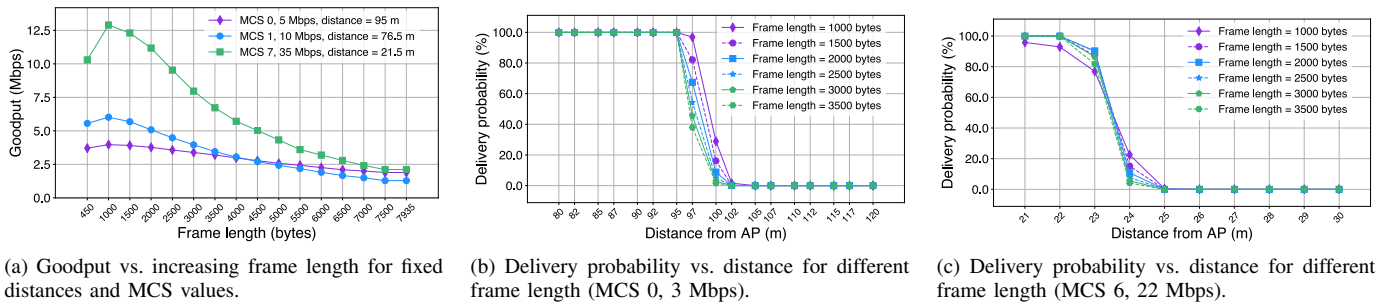 MCS 0, 5 Mbps, distance = 95 m
MCS 1, 10 Mbps, distance = 76.5 m
MCS 7, 35 Mbps, distance = 21.5 m
Goodput (Mbps)
12.5
10.0
7.5
5.0
2.5
0.0
450
1000
1500
2000
2500
3000
3500
4000
4500
5000
5500
6000
6500
7000
7500
7935
Frame length (bytes)
(a) Goodput vs. increasing frame length for fixed
distances and MCS values.
Delivery probability (%)
100.0
80.0
60.0
40.0
20.0
0.0
Frame length = 1000 bytes
Frame length = 1500 bytes
Frame length = 2000 bytes
Frame length = 2500 bytes
Frame length = 3000 bytes
Frame length = 3500 bytes
80
82
85
87
90
92
95
97
100
102
105
107
110
112
115
117
120
Distance from AP (m)
(b) Delivery probability vs. distance for different
frame length (MCS 0, 3 Mbps).
Delivery probability (%)
100.0
80.0
60.0
40.0
20.0
0.0
Frame length = 1000 bytes
Frame length = 1500 bytes
Frame length = 2000 bytes
Frame length = 2500 bytes
Frame length = 3000 bytes
Frame length = 3500 bytes
21
22
23
24
25
26
27
28
29
30
Distance from AP (m)
(c) Delivery probability vs. distance for different
frame length (MCS 6, 22 Mbps).